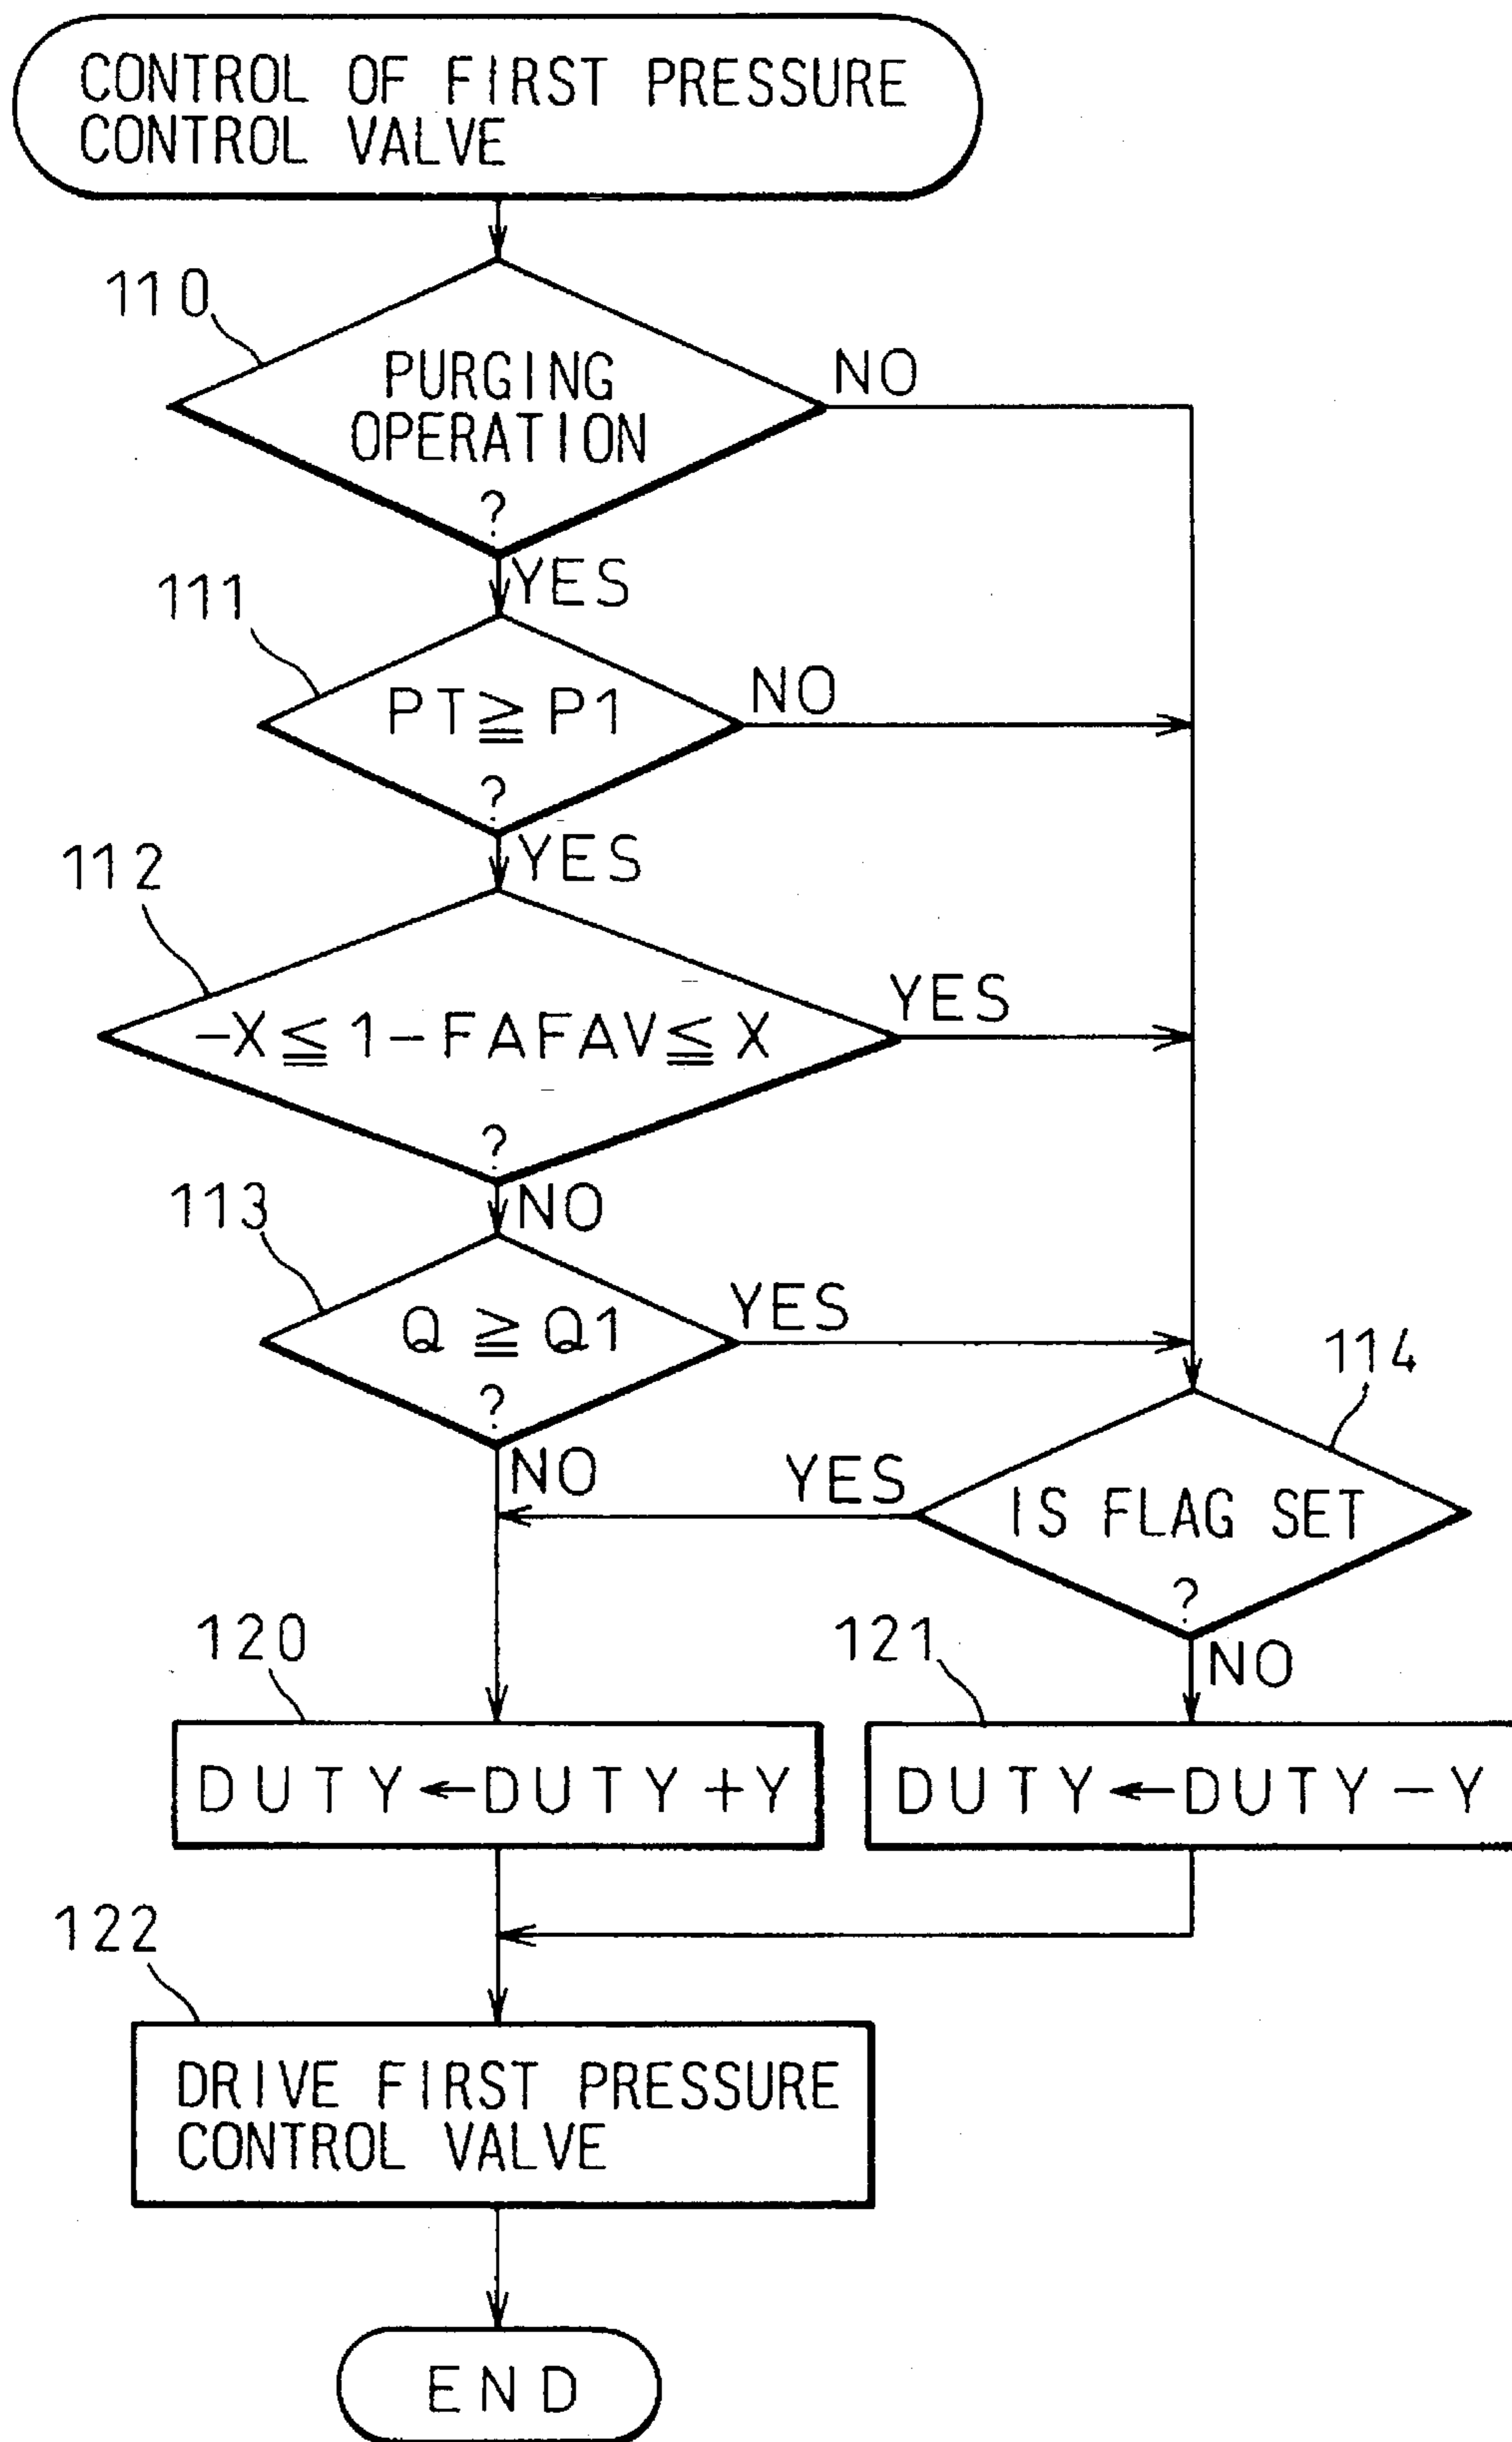 CONTROL OF FIRST PRESSURE
CONTROL VALVE
110
PURGING
OPERATION
?
NO
YES
111
PT≧P1
?
NO
YES
112
-X≦1-FAFAV≦X
?
YES
NO
113
Q≧Q1
?
YES
NO
114
IS FLAG SET
?
YES
NO
120
DUTY←DUTY+Y
121
DUTY←DUTY-Y
122
DRIVE FIRST PRESSURE
CONTROL VALVE
END